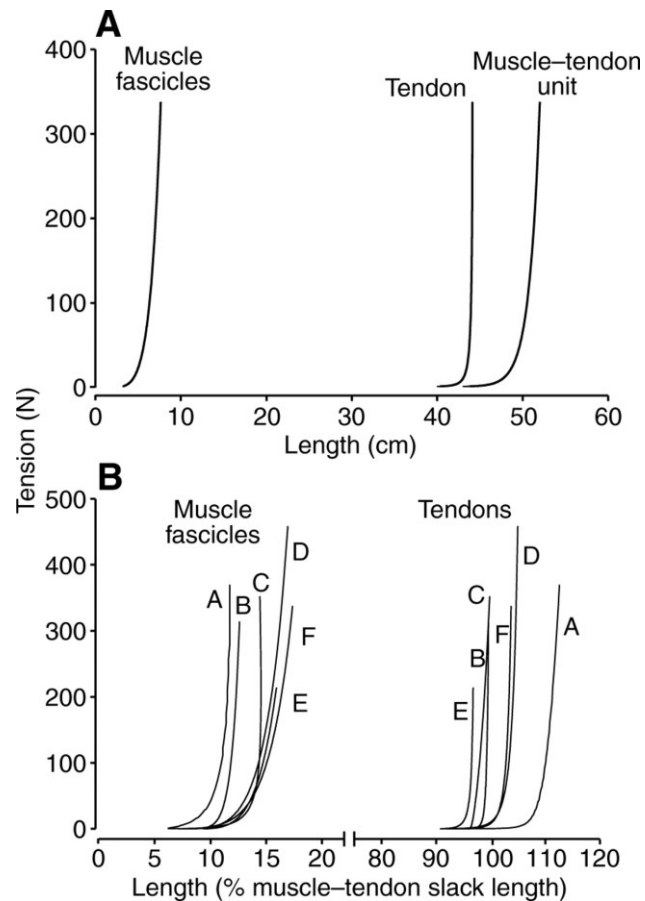 A
400
300
200
100
0
Muscle
fascicles
Tendon
Muscle–tendon
unit
0
10
20
30
40
50
60
Length (cm)
Tension (N)
B
500
400
300
200
100
0
Muscle
fascicles
Tendons
A
B
C
D
F
E
E
B
C
F
D
A
0
5
10
15
20
80
90
100
110
120
Length (% muscle–tendon slack length)